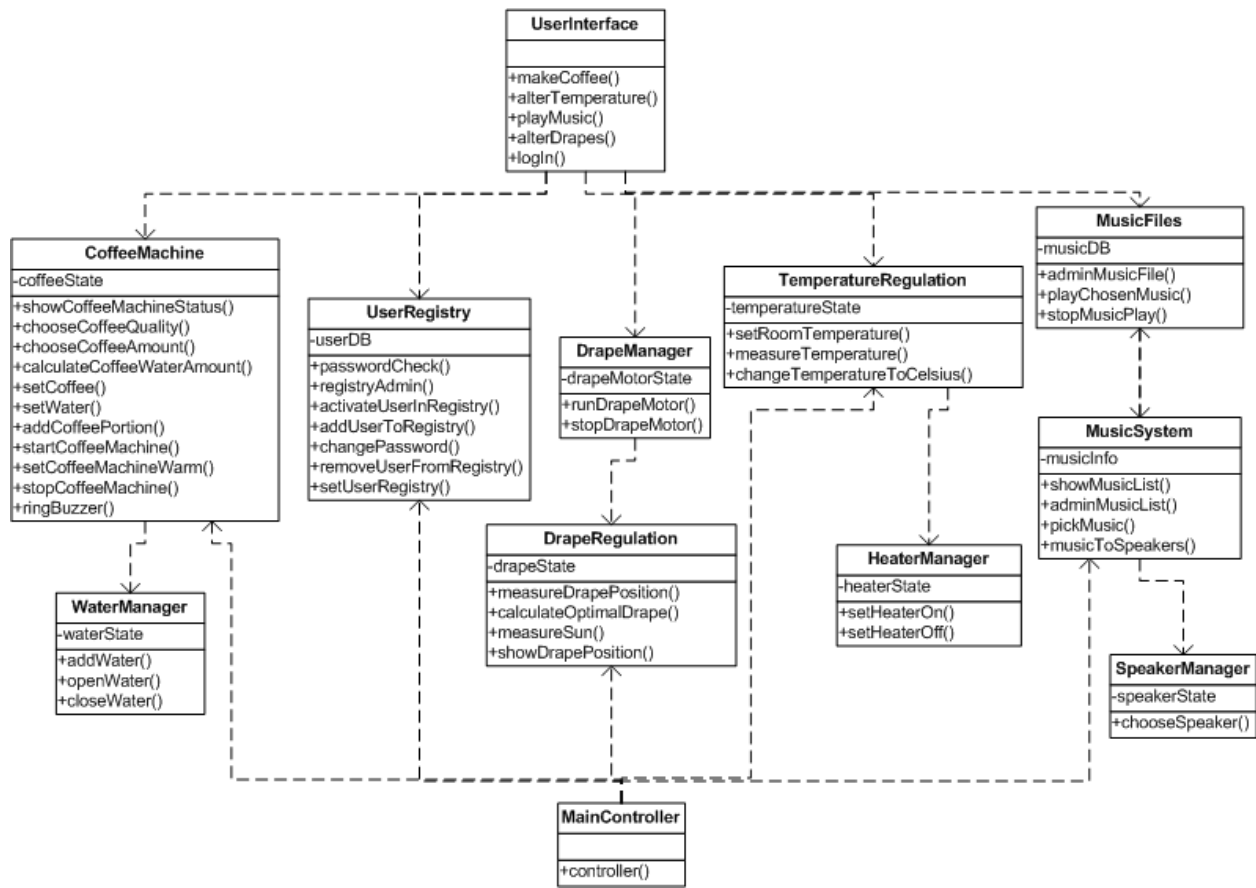 UserInterface
+makeCoffee()
+alterTemperature()
+playMusic()
+alterDrapes()
+logIn()
CoffeeMachine
-coffeeState
+showCoffeeMachineStatus()
+chooseCoffeeQuality()
+chooseCoffeeAmount()
+calculateCoffeeWaterAmount()
+setCoffee()
+setWater()
+addCoffeePortion()
+startCoffeeMachine()
+setCoffeeMachineWarm()
+stopCoffeeMachine()
+ringBuzzer()
UserRegistry
-userDB
+passwordCheck()
+registryAdmin()
+activateUserInRegistry()
+addUserToRegistry()
+changePassword()
+removeUserFromRegistry()
+setUserRegistry()
DrapeManager
-drapeMotorState
+runDrapeMotor()
+stopDrapeMotor()
TemperatureRegulation
-temperatureState
+setRoomTemperature()
+measureTemperature()
+changeTemperatureToCelsius()
MusicFiles
-musicDB
+adminMusicFile()
+playChosenMusic()
+stopMusicPlay()
MusicSystem
-musicInfo
+showMusicList()
+adminMusicList()
+pickMusic()
+musicToSpeakers()
WaterManager
-waterState
+addWater()
+openWater()
+closeWater()
DrapeRegulation
-drapeState
+measureDrapePosition()
+calculateOptimalDrape()
+measureSun()
+showDrapePosition()
HeaterManager
-heaterState
+setHeaterOn()
+setHeaterOff()
SpeakerManager
-speakerState
+chooseSpeaker()
MainController
+controller()